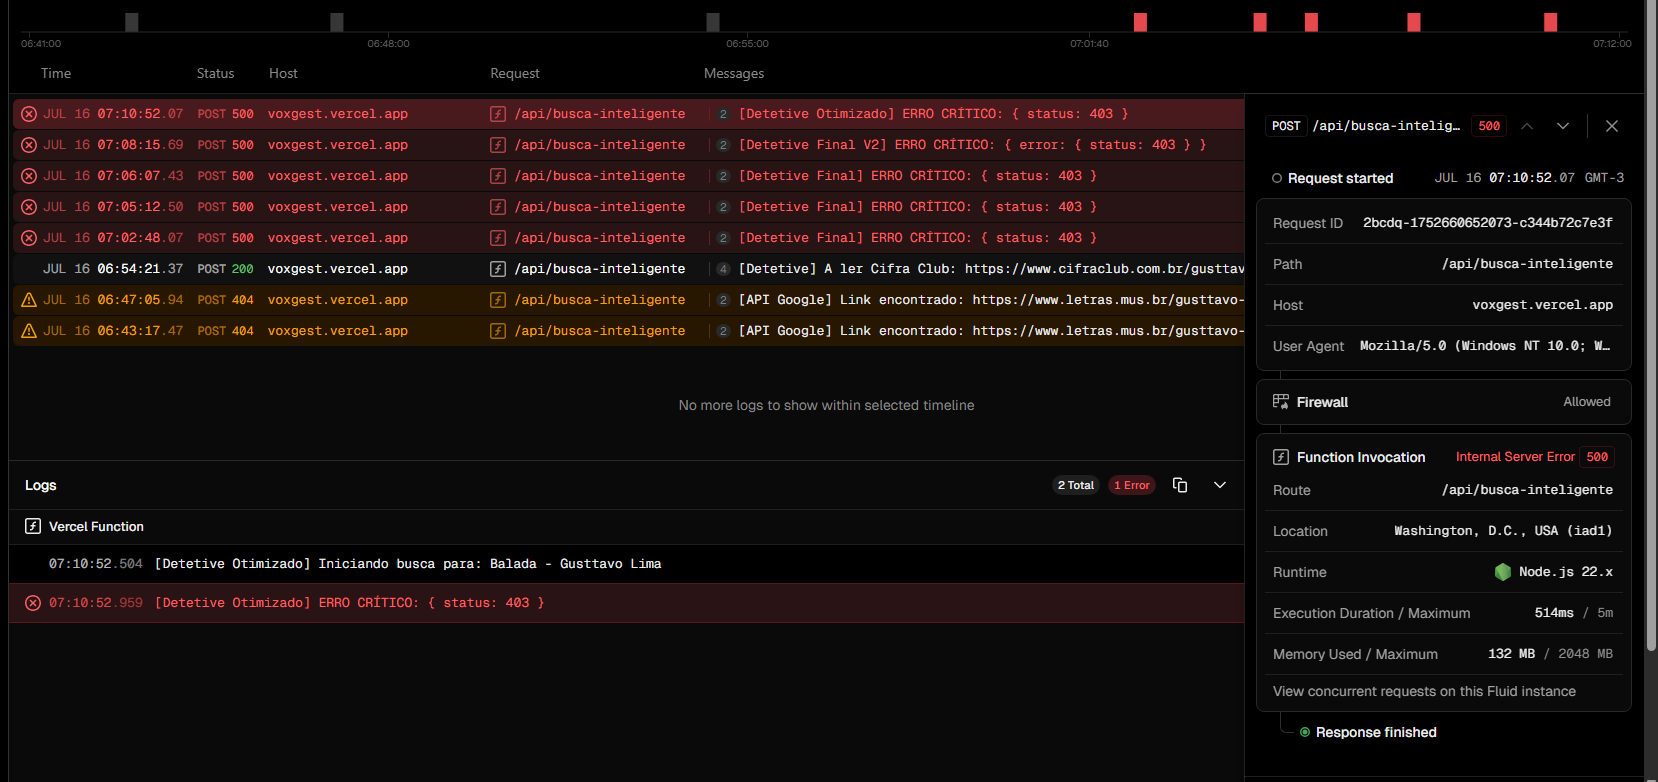 06:41:00 06:48:00 06:55:00 07:01:40 07:12:00
Time Status Host Request Messages
JUL 16 07:10:52.07 POST 500 voxgest.vercel.app /api/busca-inteligente 2 [Detetive Otimizado] ERRO CRÍTICO: { status: 403 }
JUL 16 07:08:15.69 POST 500 voxgest.vercel.app /api/busca-inteligente 2 [Detetive Final V2] ERRO CRÍTICO: { error: { status: 403 } }
JUL 16 07:06:07.43 POST 500 voxgest.vercel.app /api/busca-inteligente 2 [Detetive Final] ERRO CRÍTICO: { status: 403 }
JUL 16 07:05:12.50 POST 500 voxgest.vercel.app /api/busca-inteligente 2 [Detetive Final] ERRO CRÍTICO: { status: 403 }
JUL 16 07:02:48.07 POST 500 voxgest.vercel.app /api/busca-inteligente 2 [Detetive Final] ERRO CRÍTICO: { status: 403 }
JUL 16 06:54:21.37 POST 200 voxgest.vercel.app /api/busca-inteligente 4 [Detetive] A ler Cifra Club: https://www.cifraclub.com.br/gusttav
JUL 16 06:47:05.94 POST 404 voxgest.vercel.app /api/busca-inteligente 2 [API Google] Link encontrado: https://www.letras.mus.br/gusttavo-
JUL 16 06:43:17.47 POST 404 voxgest.vercel.app /api/busca-inteligente 2 [API Google] Link encontrado: https://www.letras.mus.br/gusttavo-
No more logs to show within selected timeline
Logs 2 Total 1 Error
Vercel Function
07:10:52.504 [Detetive Otimizado] Iniciando busca para: Balada - Gusttavo Lima
07:10:52.959 [Detetive Otimizado] ERRO CRÍTICO: { status: 403 }
POST /api/busca-intelig… 500
Request started JUL 16 07:10:52.07 GMT-3
Request ID 2bcdq-1752660652073-c344b72c7e3f
Path /api/busca-inteligente
Host voxgest.vercel.app
User Agent Mozilla/5.0 (Windows NT 10.0; W…
Firewall Allowed
Function Invocation Internal Server Error 500
Route /api/busca-inteligente
Location Washington, D.C., USA (iad1)
Runtime Node.js 22.x
Execution Duration / Maximum 514ms / 5m
Memory Used / Maximum 132 MB / 2048 MB
View concurrent requests on this Fluid instance
Response finished